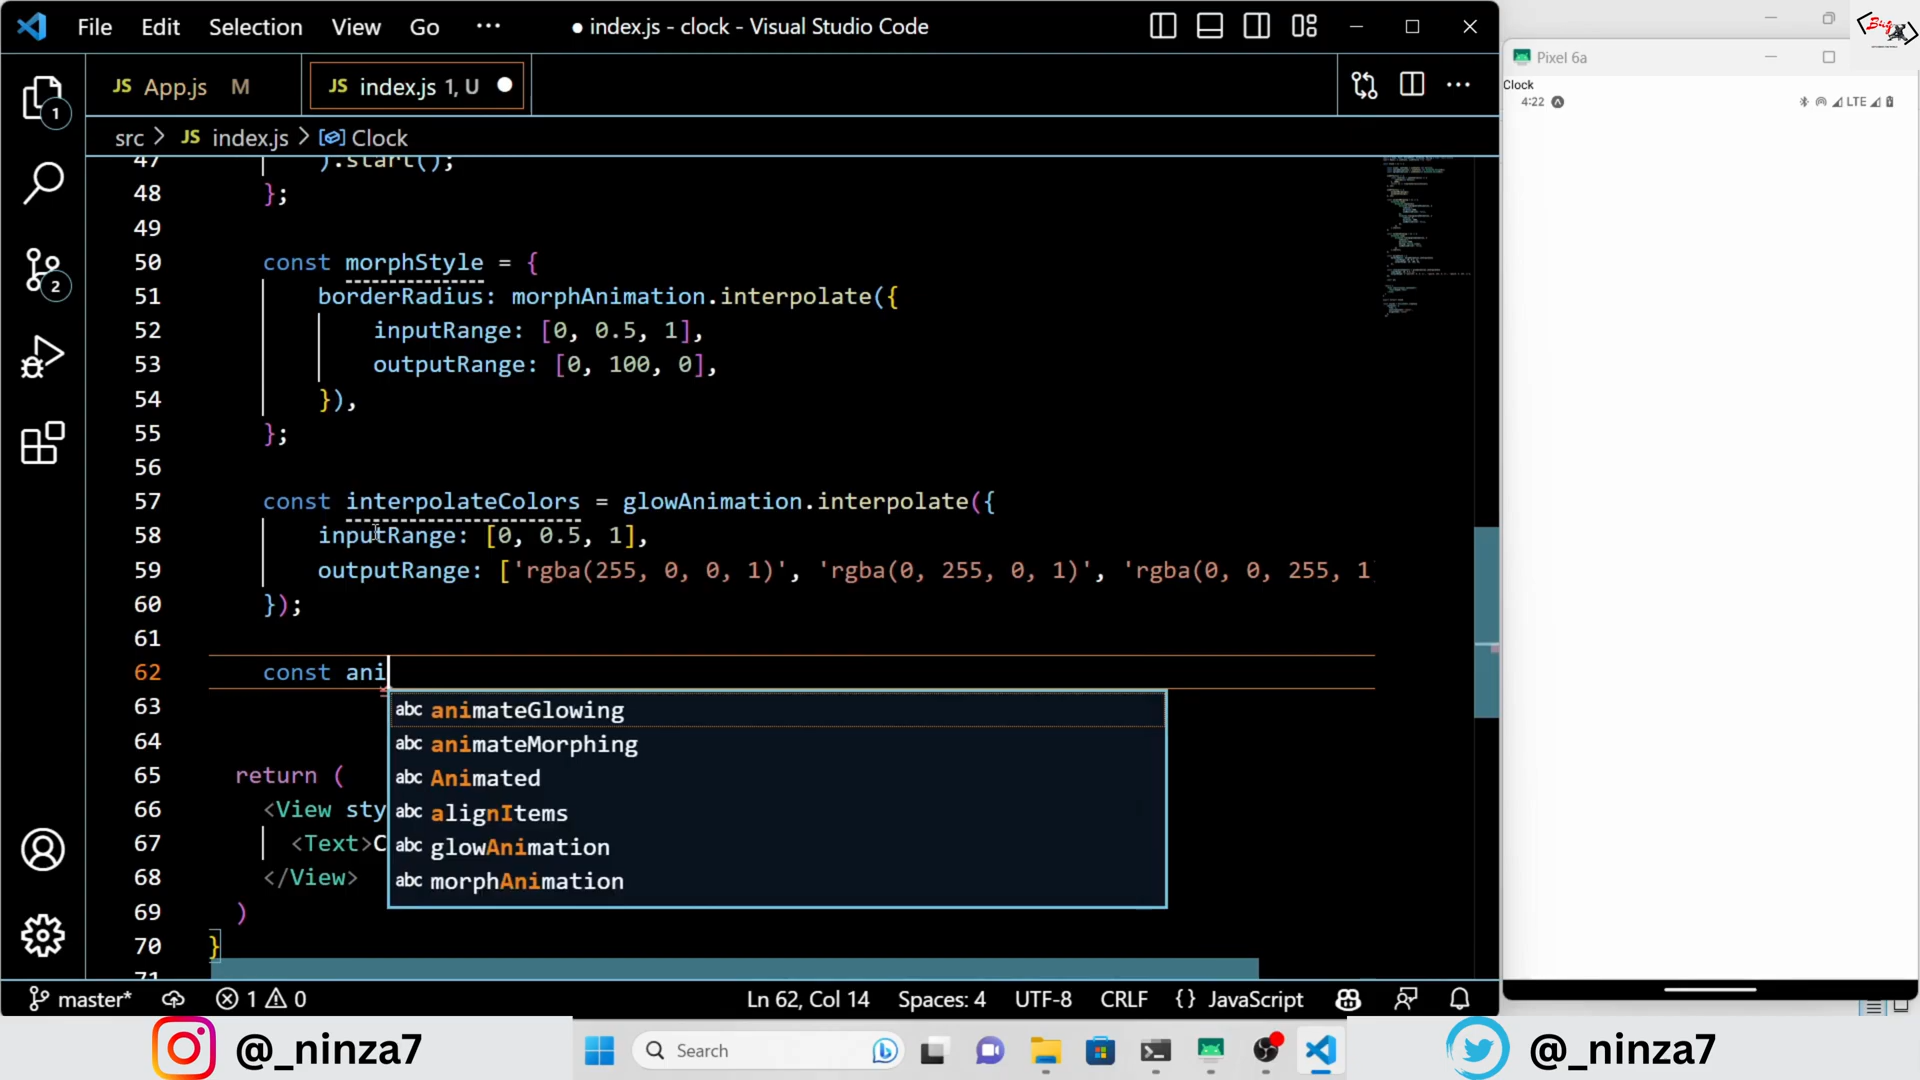 File Edit Selection View Go ··· ● index.js - clock - Visual Studio Code
JS App.js M JS index.js 1, U ●
src > JS index.js > Clock
47 ).start();
48 };
49
50 const morphStyle = {
51 borderRadius: morphAnimation.interpolate({
52 inputRange: [0, 0.5, 1],
53 outputRange: [0, 100, 0],
54 }),
55 };
56
57 const interpolateColors = glowAnimation.interpolate({
58 inputRange: [0, 0.5, 1],
59 outputRange: ['rgba(255, 0, 0, 1)', 'rgba(0, 255, 0, 1)', 'rgba(0, 0, 255, 1)
60 });
61
62 const ani
63
abc animateGlowing
abc animateMorphing
abc Animated
abc alignItems
abc glowAnimation
abc morphAnimation
64
65 return (
66 <View sty
67 <Text>C
68 </View>
69 )
70 }
71
1
2
master* 1 0 Ln 62, Col 14 Spaces: 4 UTF-8 CRLF {} JavaScript
Pixel 6a
Clock
4:22 LTE
@_ninza7
Search
@_ninza7